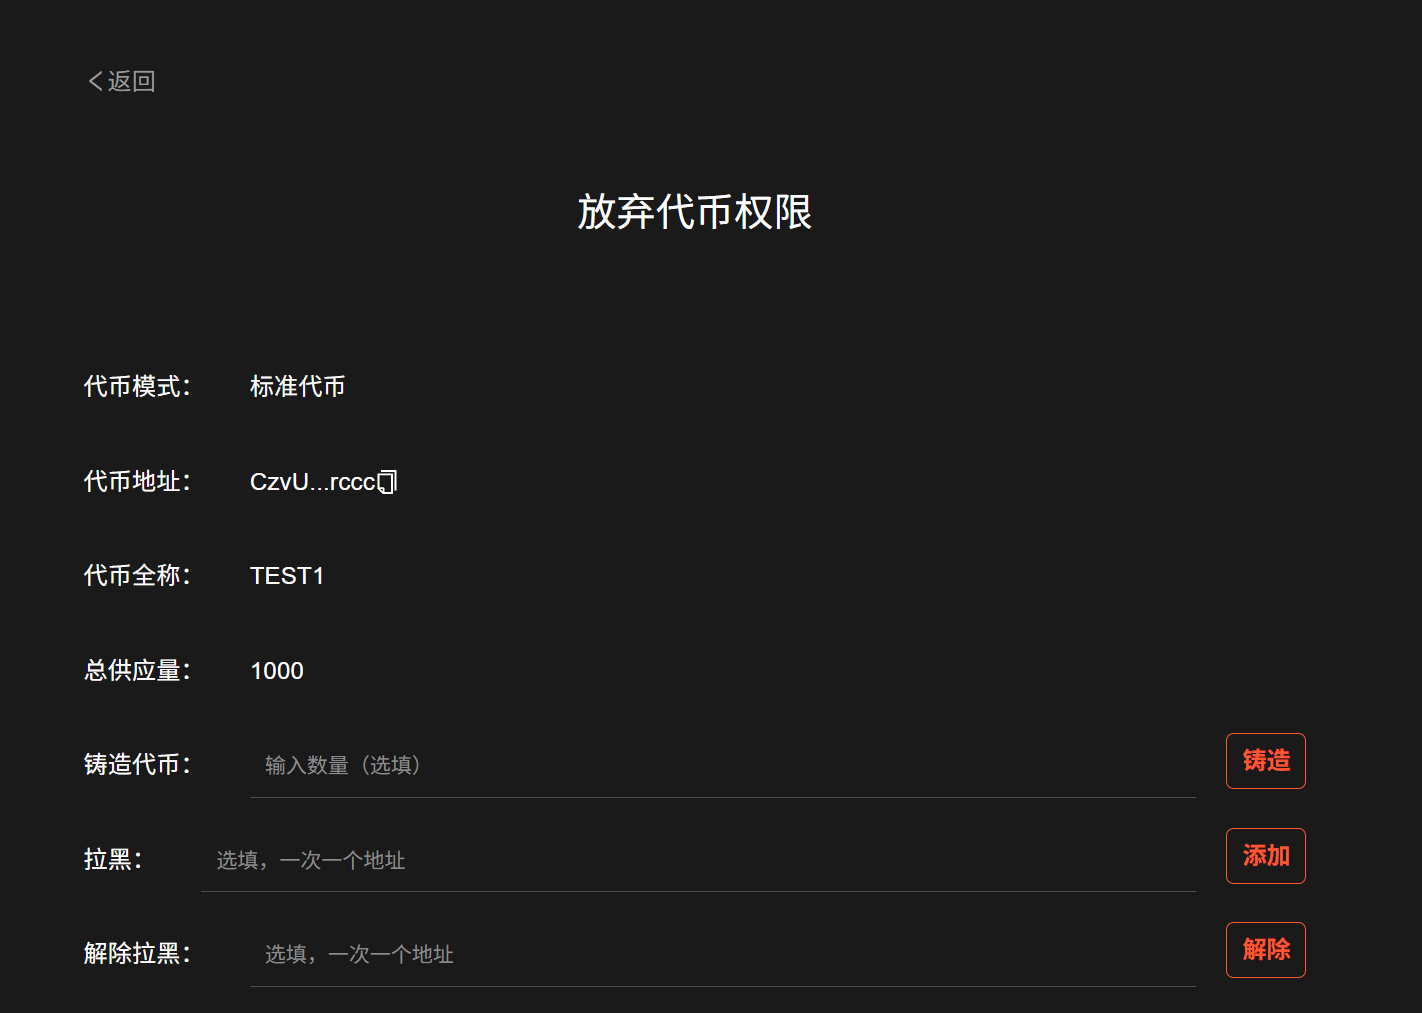 返回
放弃代币权限
代币模式： 标准代币
代币地址： CzvU...rccc
代币全称： TEST1
总供应量： 1000
铸造代币： 输入数量（选填） 铸造
拉黑： 选填，一次一个地址 添加
解除拉黑： 选填，一次一个地址 解除